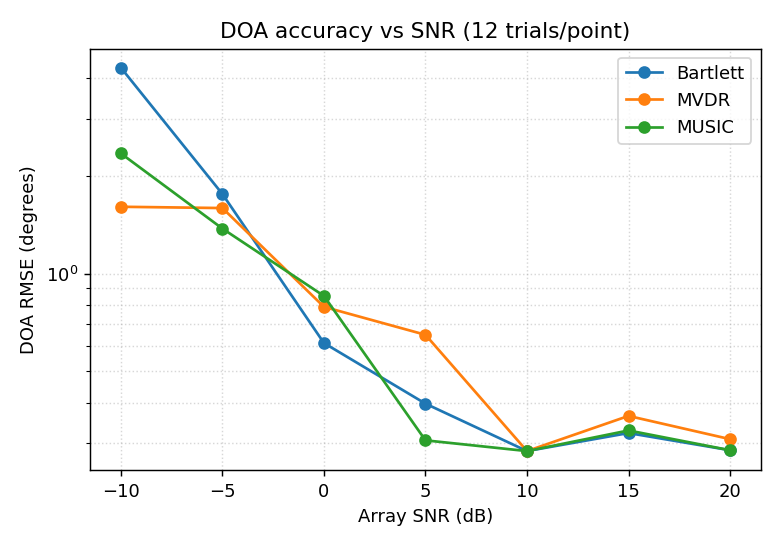 DOA accuracy vs SNR (12 trials/point)
Bartlett
MVDR
MUSIC
DOA RMSE (degrees)
10⁰
−10 −5 0 5 10 15 20
Array SNR (dB)